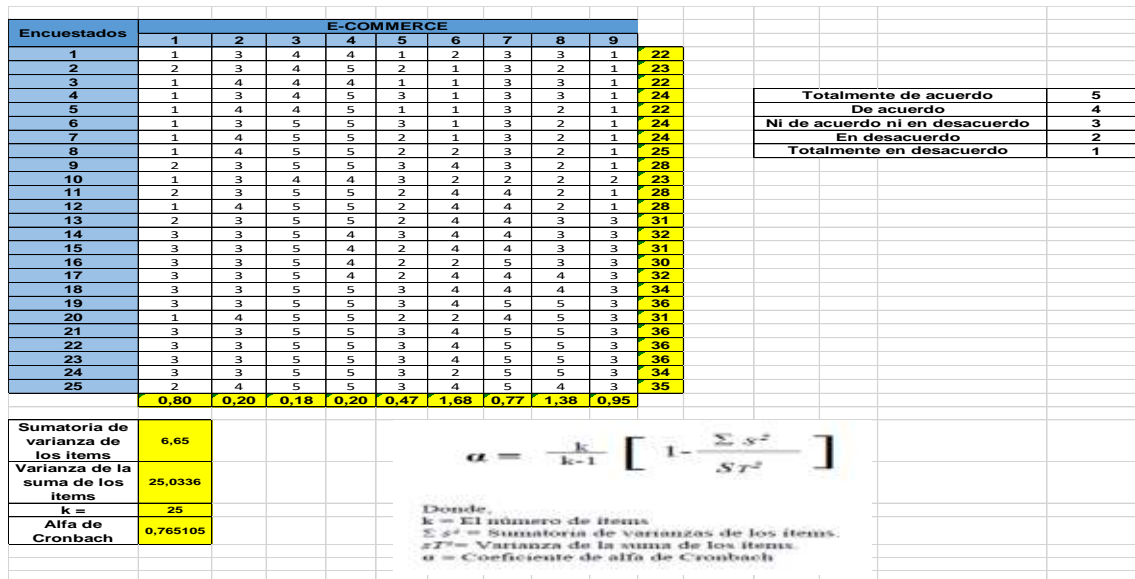 E-COMMERCE
Encuestados 1 2 3 4 5 6 7 8 9
1 1 3 4 4 1 2 3 3 1 22
2 2 3 4 5 2 1 3 2 1 23
3 1 4 4 4 1 1 3 3 1 22
4 1 3 4 5 3 1 3 3 1 24
5 1 4 4 5 1 1 3 2 1 22
6 1 3 5 5 3 1 3 2 1 24
7 1 4 5 5 2 1 3 2 1 24
8 1 4 5 5 2 2 3 2 1 25
9 2 3 5 5 3 4 3 2 1 28
10 1 3 4 4 3 2 2 2 2 23
11 2 3 5 5 2 4 4 2 1 28
12 1 4 5 5 2 4 4 2 1 28
13 2 3 5 5 2 4 4 3 3 31
14 3 3 5 4 3 4 4 3 3 32
15 3 3 5 4 2 4 4 3 3 31
16 3 3 5 4 2 2 5 3 3 30
17 3 3 5 4 2 4 4 4 3 32
18 3 3 5 5 3 4 4 4 3 34
19 3 3 5 5 3 4 5 5 3 36
20 1 4 5 5 2 2 4 5 3 31
21 3 3 5 5 3 4 5 5 3 36
22 3 3 5 5 3 4 5 5 3 36
23 3 3 5 5 3 4 5 5 3 36
24 3 3 5 5 3 2 5 5 3 34
25 2 4 5 5 3 4 5 4 3 35
0,80 0,20 0,18 0,20 0,47 1,68 0,77 1,38 0,95
Totalmente de acuerdo 5
De acuerdo 4
Ni de acuerdo ni en desacuerdo 3
En desacuerdo 2
Totalmente en desacuerdo 1
Sumatoria de
varianza de
los items
6,65
Varianza de la
suma de los
items
25,0336
k = 25
Alfa de
Cronbach
0,765105
α = k/k-1 [ 1- Σ s² / ST² ]
Donde,
k = El número de ítems
Σ s² = Sumatoria de varianzas de los ítems.
sT² = Varianza de la suma de los ítems.
α = Coeficiente de alfa de Cronbach